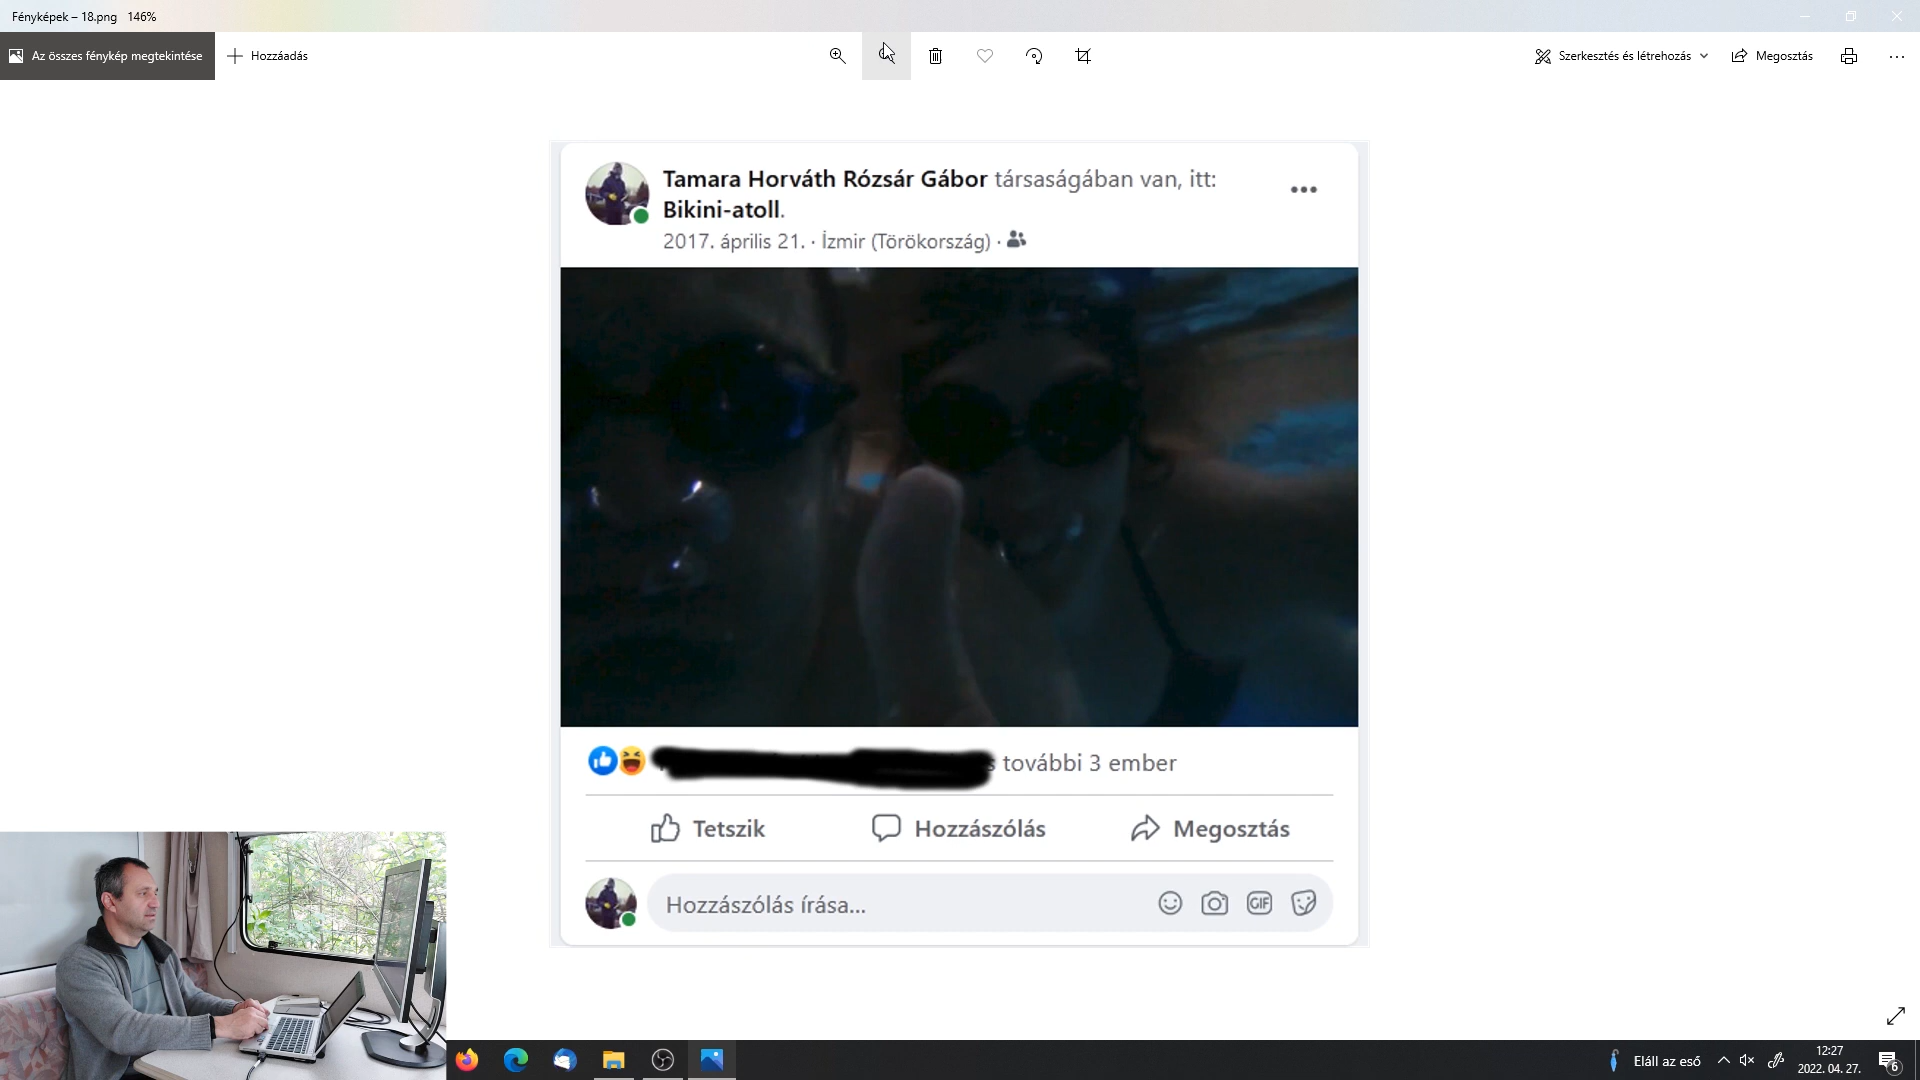 Fényképek – 18.png 146%
Az összes fénykép megtekintése
Hozzáadás
Szerkesztés és létrehozás
Megosztás
Tamara Horváth Rózsár Gábor társaságában van, itt:
Bikini-atoll.
2017. április 21. · İzmir (Törökország) ·
további 3 ember
Tetszik
Hozzászólás
Megosztás
Hozzászólás írása...
GIF
Eláll az eső
12:27
2022. 04. 27.
6